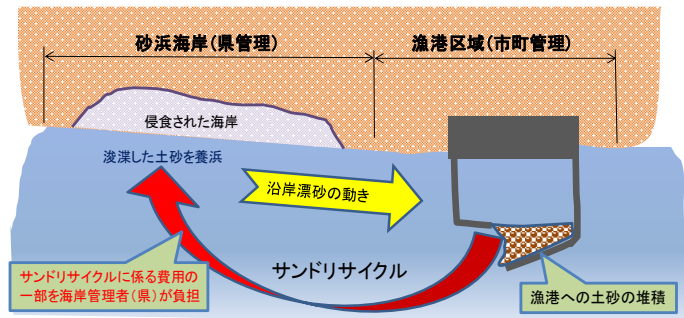 砂浜海岸(県管理)
漁港区域(市町管理)
侵食された海岸
浚渫した土砂を養浜
沿岸漂砂の動き
サンドリサイクル
サンドリサイクルに係る費用の
一部を海岸管理者(県)が負担
漁港への土砂の堆積